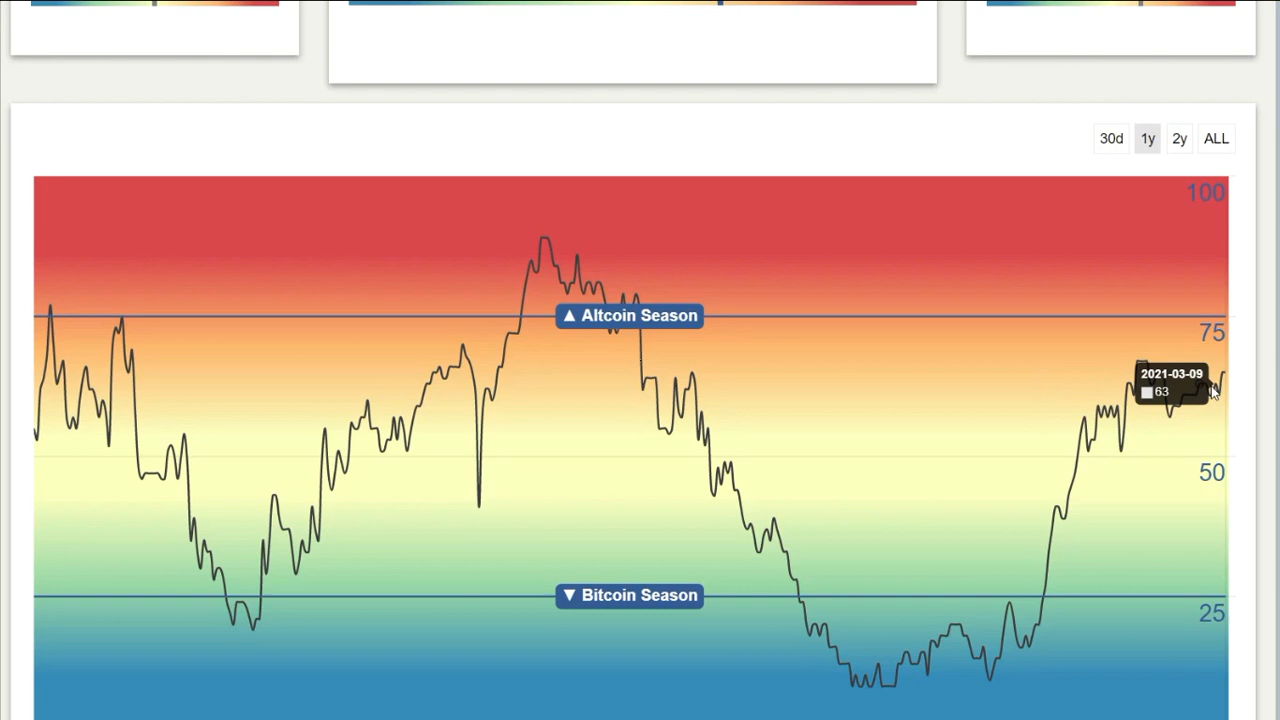 30d 1y 2y ALL
100
▲ Altcoin Season
75
2021-03-09
63
50
▼ Bitcoin Season
25